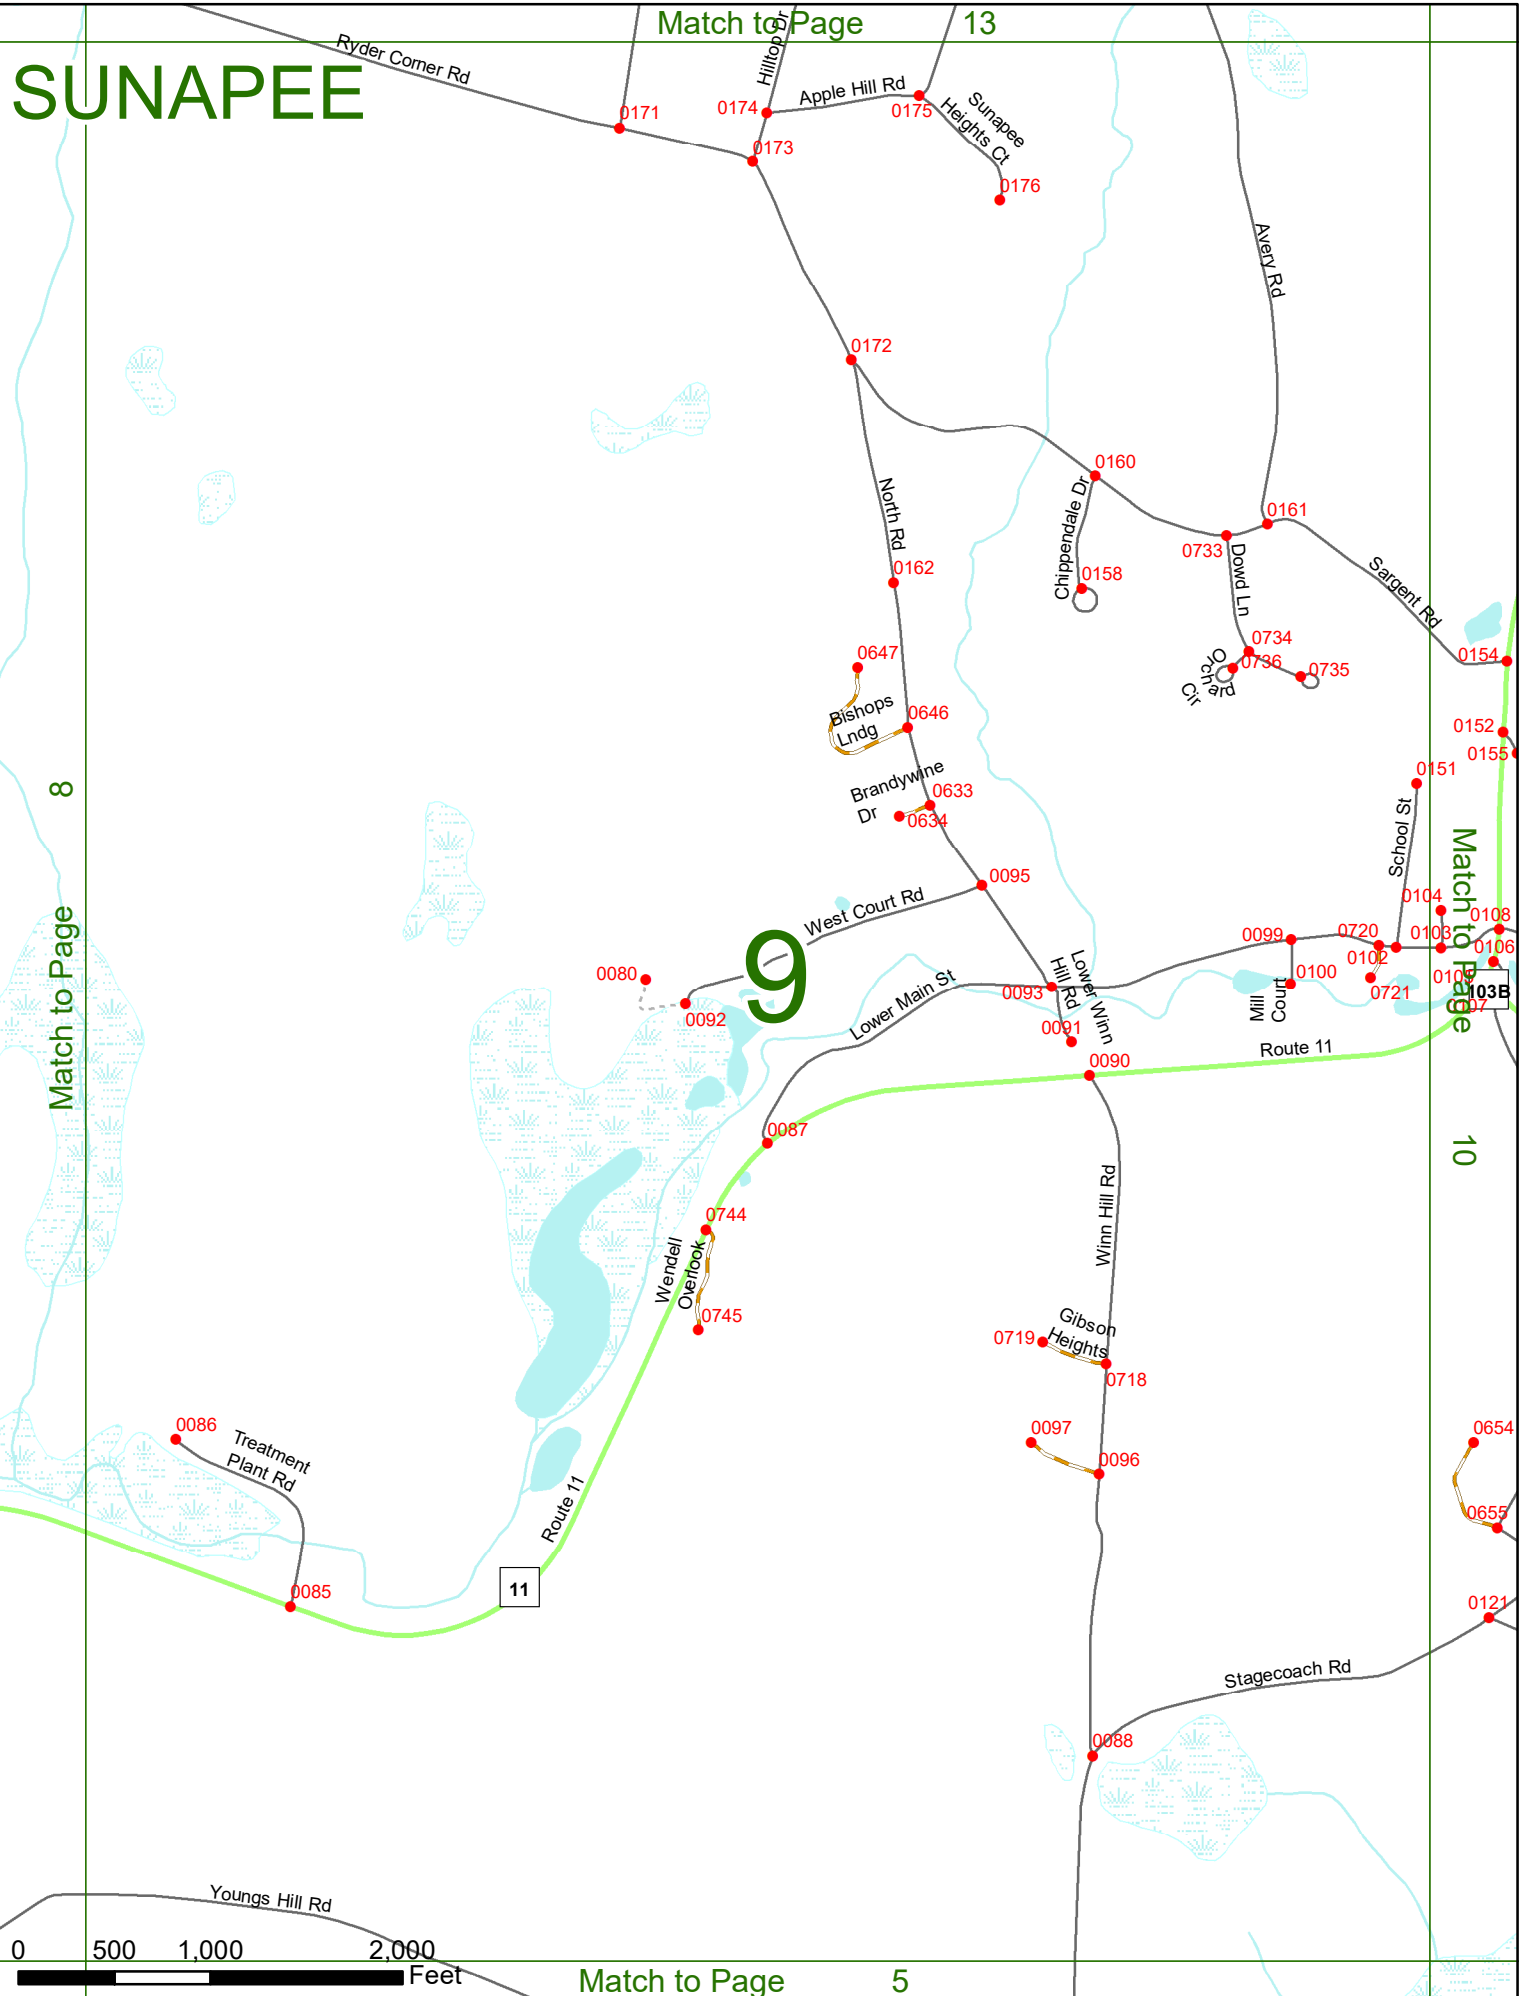 Match to Page 13
SUNAPEE
Ryder Corner Rd
Hilltop Dr
Apple Hill Rd
Sunapee
Heights Ct
0171
0174
0175
0173
0176
Avery Rd
0172
0160
North Rd
Chippendale Dr
0161
0733
Dowd Ln
0162
0158
Sargent Rd
0647
0734
0736
0735
0154
Orchard
Cir
Bishops
Lndg
0646
0152
0155
Brandywine
Dr
0633
0634
0151
School St
8
Match to Page
0095
West Court Rd
0104
0108
0099
0720
0103
0106
0102
9
0080
0092
Lower Main St
0093
Lower Winn
Hill Rd
0100
Mill
Court
0721
103B
0107
Match to Page
0091
0090
Route 11
0087
10
0744
Wendell
Overlook
Winn Hill Rd
0745
Gibson
Heights
0719
0718
0086
Treatment
Plant Rd
0097
0096
0654
0655
Route 11
11
0085
0121
Stagecoach Rd
0088
Youngs Hill Rd
0 500 1,000 2,000
Feet
Match to Page 5